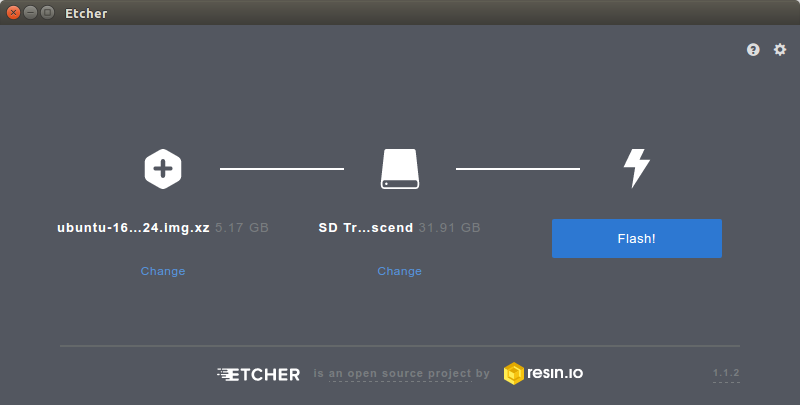 Etcher
ubuntu-16...24.img.xz 5.17 GB
SD Tr...scend 31.91 GB
Flash!
Change
Change
ETCHER is an open source project by resin.io
1.1.2